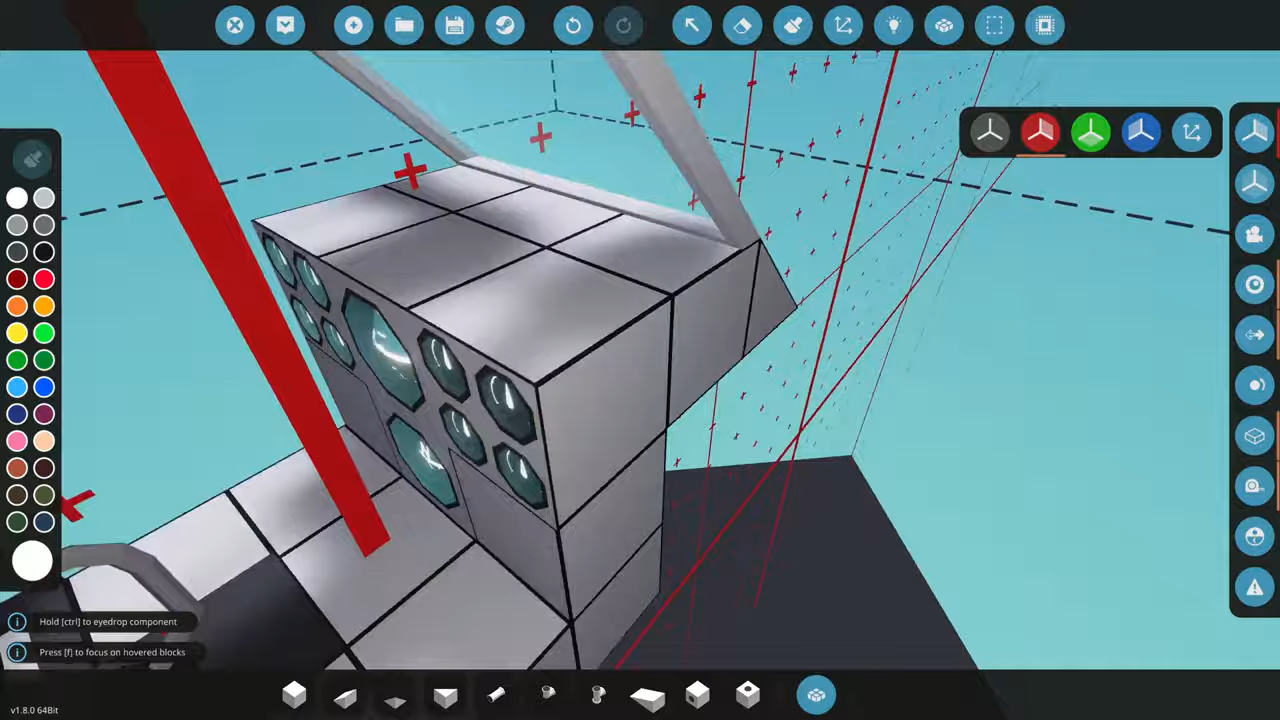 Hold [ctrl] to eyedrop component
Press [f] to focus on hovered blocks
v1.8.0 64Bit